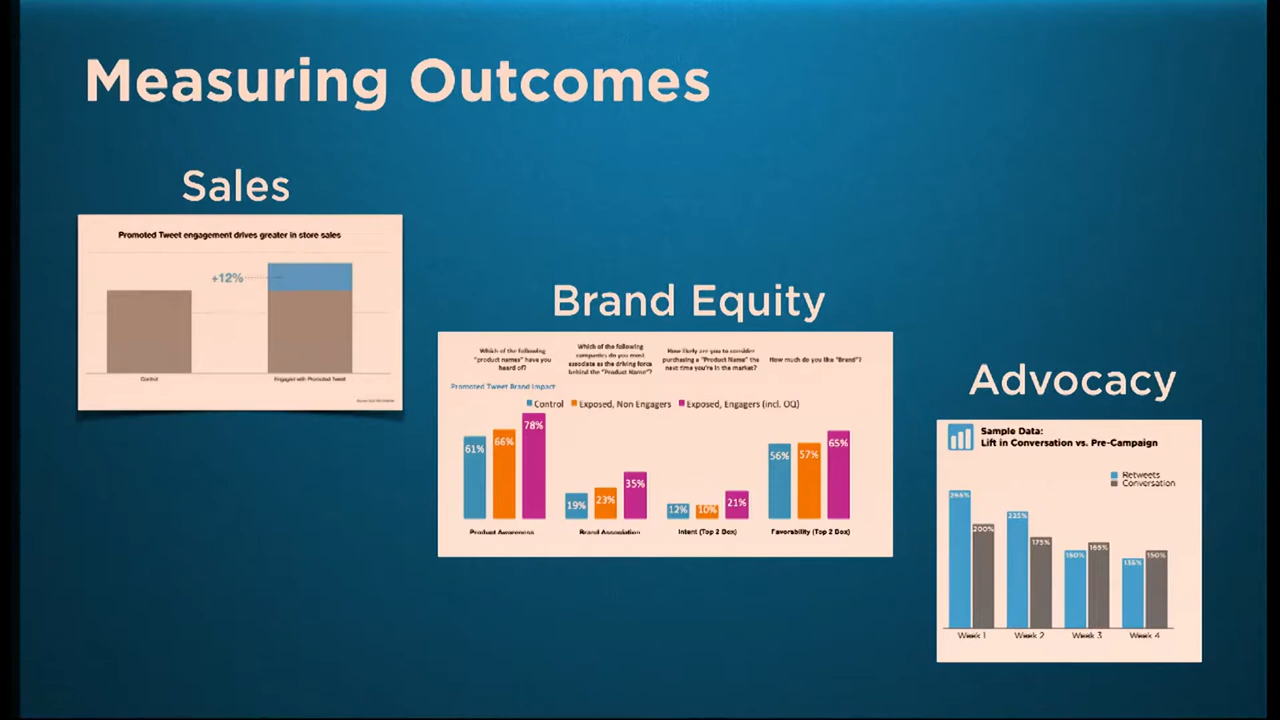 Measuring Outcomes
Sales
Promoted Tweet engagement drives greater in store sales
+12%
Control
Engaged with Promoted Tweet
Brand Equity
Which of the following
"product names" have you
heard of?
Which of the following
companies do you most
associate as the driving force
behind the "Product Name"?
How likely are you to consider
purchasing a "Product Name" the
next time you're in the market?
How much do you like "Brand"?
Promoted Tweet Brand Impact
Control
Exposed, Non Engagers
Exposed, Engagers (incl. OQ)
61%
66%
78%
19%
23%
35%
12%
10%
21%
56%
57%
65%
Product Awareness
Brand Association
Intent (Top 2 Box)
Favorability (Top 2 Box)
Advocacy
Sample Data:
Lift in Conversation vs. Pre-Campaign
Retweets
Conversation
200%
225%
175%
150%
Week 1
Week 2
Week 3
Week 4